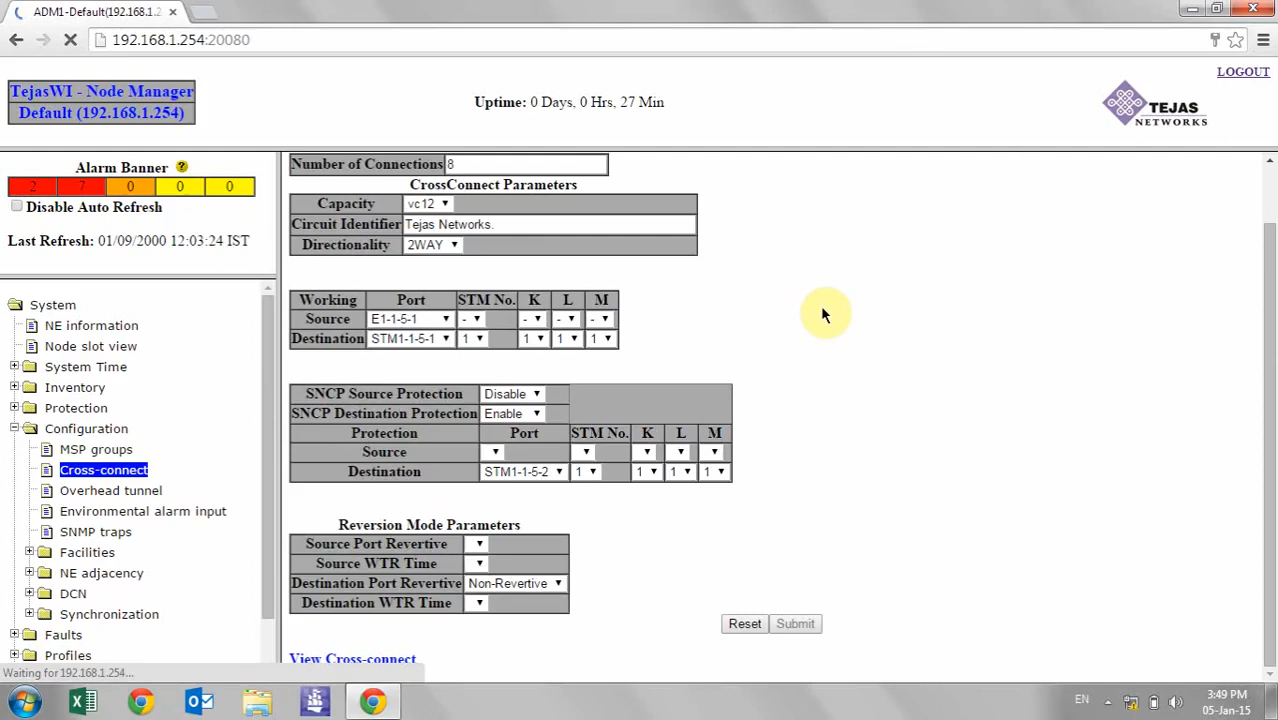 ADM1-Default(192.168.1.2
192.168.1.254:20080
LOGOUT
TejasWI - Node Manager
Default (192.168.1.254)
Uptime: 0 Days, 0 Hrs, 27 Min
TEJAS
NETWORKS
Alarm Banner ?
2 7 0 0 0
Disable Auto Refresh
Last Refresh: 01/09/2000 12:03:24 IST
System
NE information
Node slot view
System Time
Inventory
Protection
Configuration
MSP groups
Cross-connect
Overhead tunnel
Environmental alarm input
SNMP traps
Facilities
NE adjacency
DCN
Synchronization
Faults
Profiles
Number of Connections 8
CrossConnect Parameters
Capacity vc12
Circuit Identifier Tejas Networks.
Directionality 2WAY
Working Port STM No. K L M
Source E1-1-5-1 - - - -
Destination STM1-1-5-1 1 1 1 1
SNCP Source Protection Disable
SNCP Destination Protection Enable
Protection Port STM No. K L M
Source
Destination STM1-1-5-2 1 1 1 1
Reversion Mode Parameters
Source Port Revertive
Source WTR Time
Destination Port Revertive Non-Revertive
Destination WTR Time
Reset Submit
View Cross-connect
Waiting for 192.168.1.254...
EN
3:49 PM
05-Jan-15